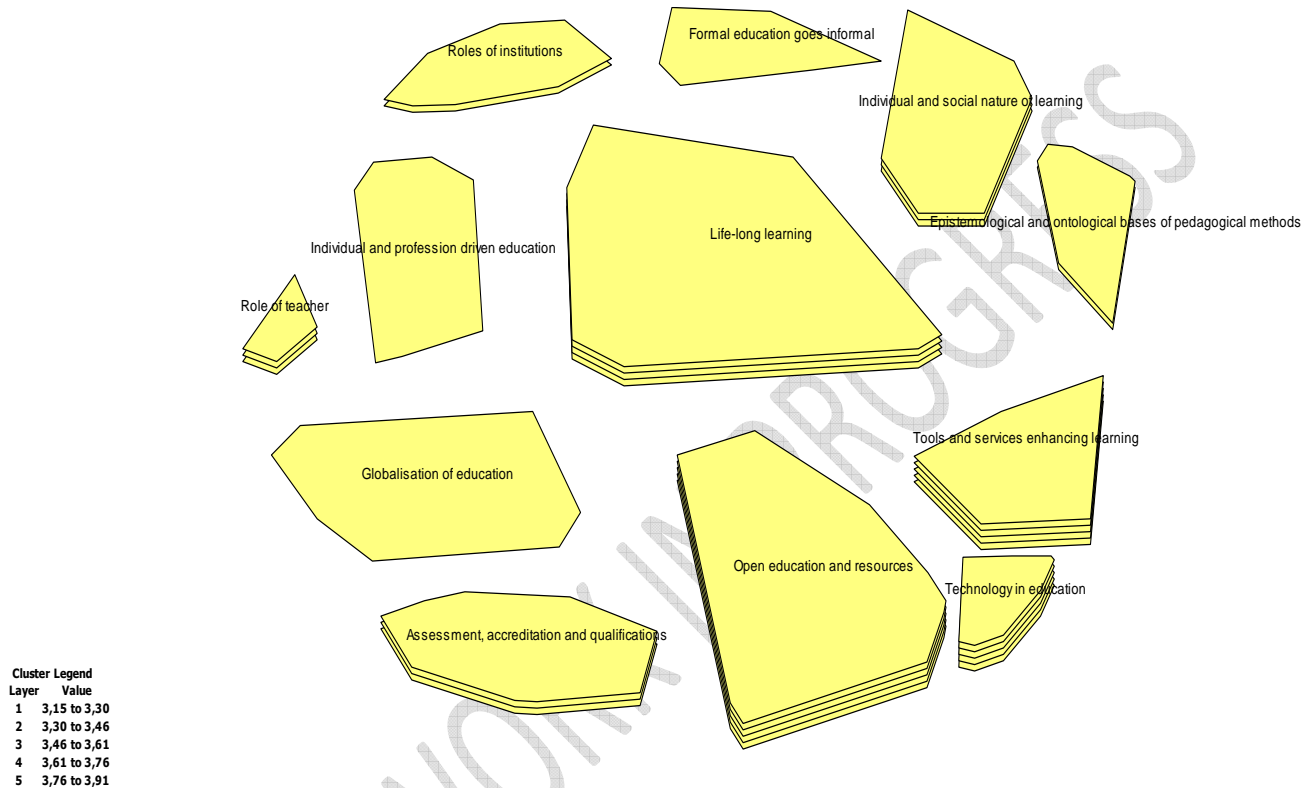 Formal education goes informal
Roles of institutions
Individual and social nature of learning
Epistemological and ontological bases of pedagogical methods
Life-long learning
Individual and profession driven education
Role of teacher
Tools and services enhancing learning
Globalisation of education
Open education and resources
Technology in education
Assessment, accreditation and qualifications
WORK IN PROGRESS
Cluster Legend
Layer Value
1 3,15 to 3,30
2 3,30 to 3,46
3 3,46 to 3,61
4 3,61 to 3,76
5 3,76 to 3,91